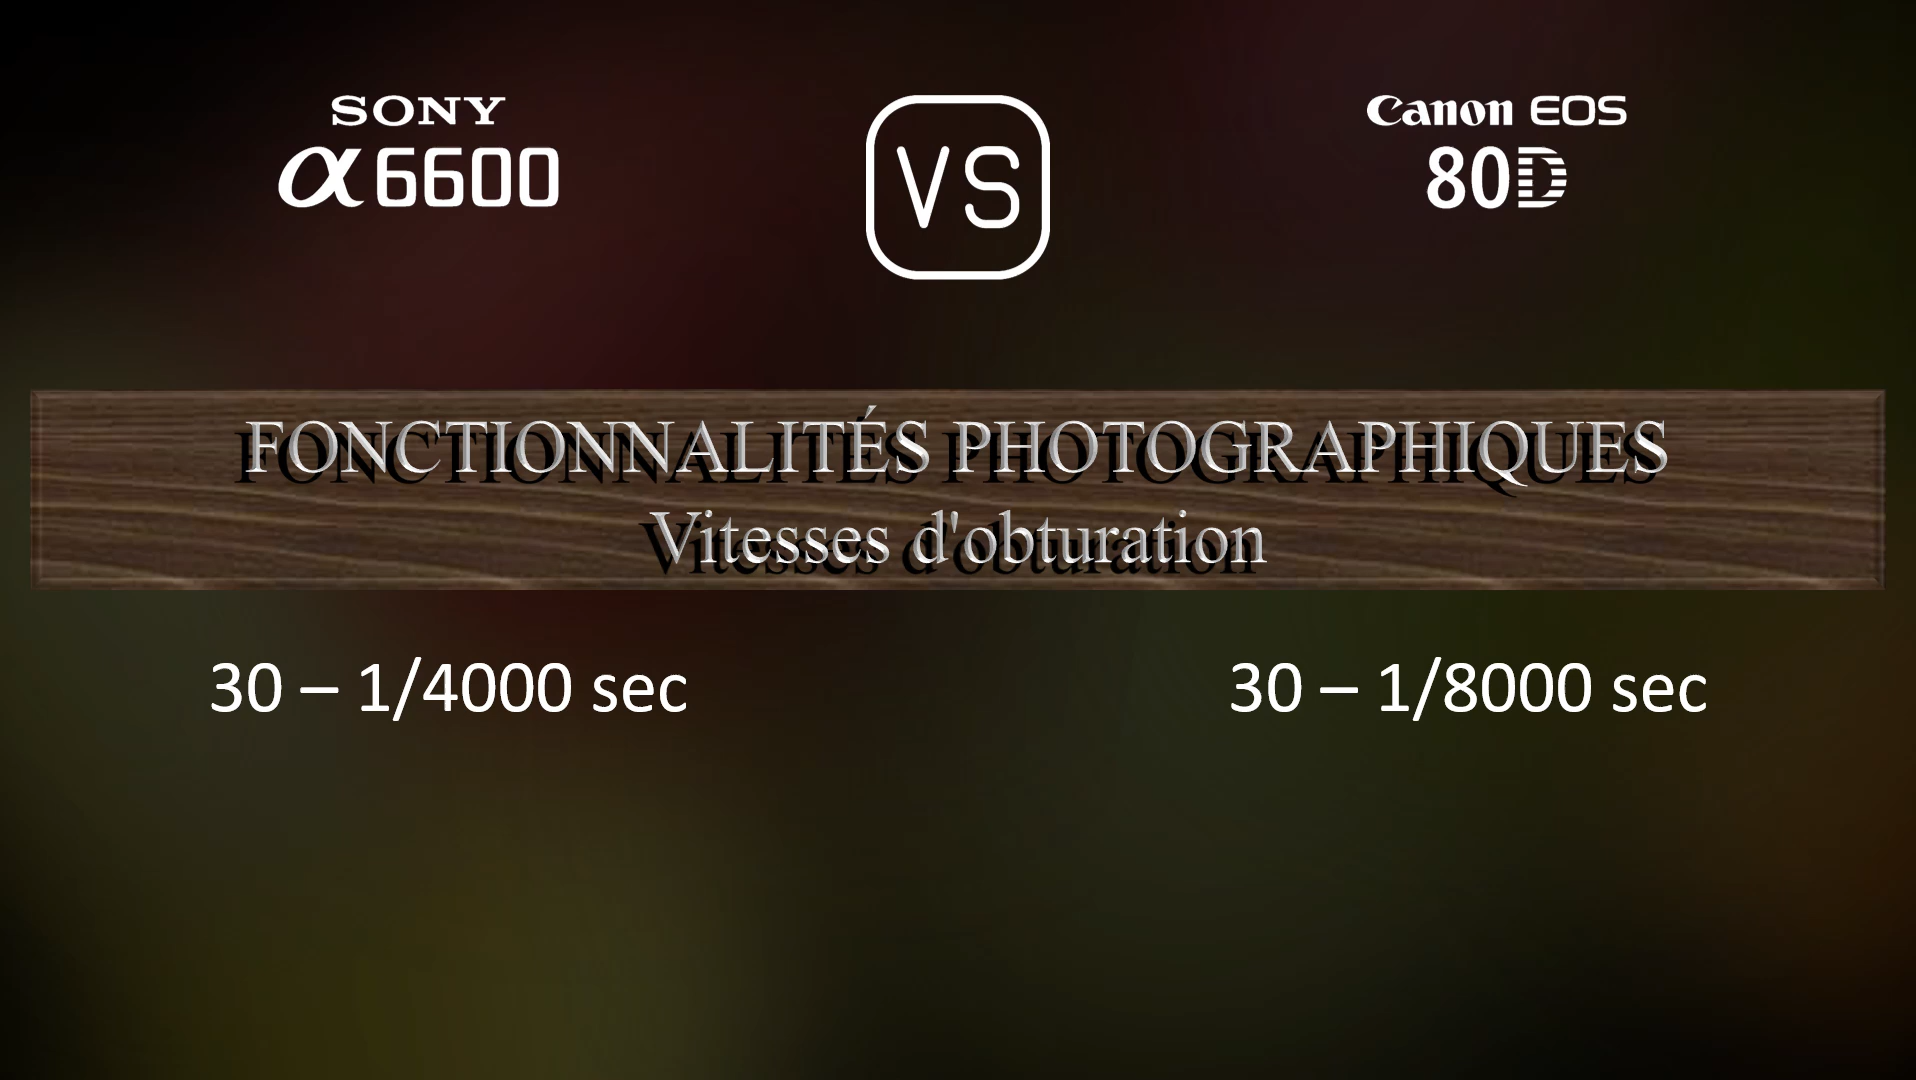 SONY
α6600
VS
Canon EOS
80D
FONCTIONNALITÉS PHOTOGRAPHIQUES
Vitesses d'obturation
30 – 1/4000 sec
30 – 1/8000 sec